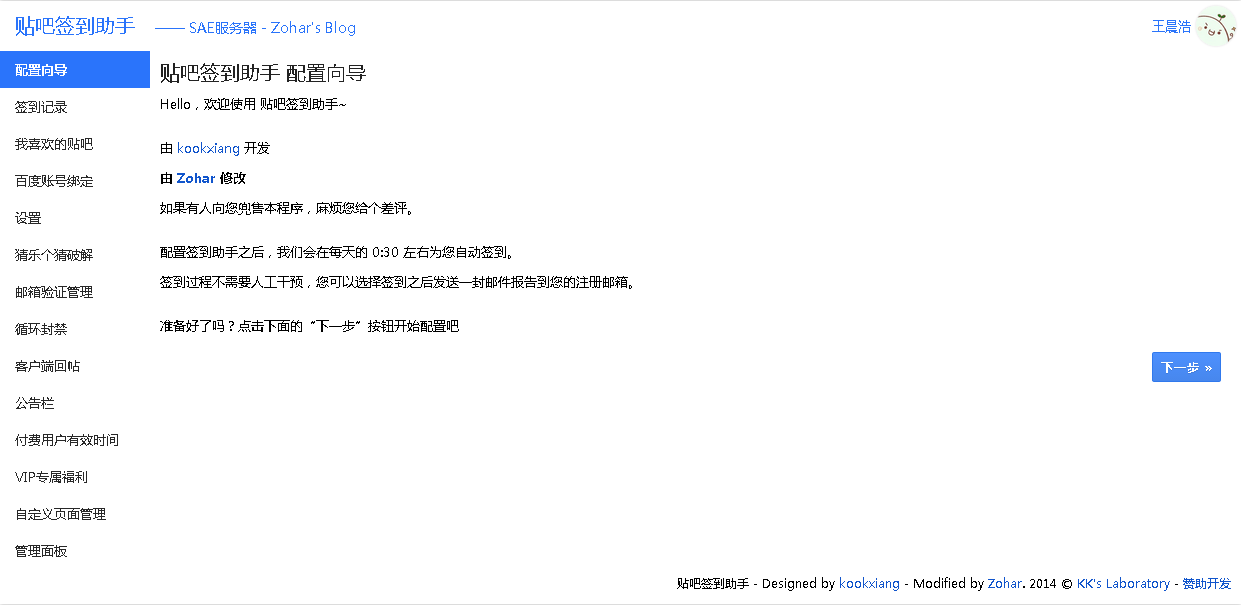 贴吧签到助手 —— SAE服务器 - Zohar's Blog
王晨浩
配置向导
签到记录
我喜欢的贴吧
百度账号绑定
设置
猜乐个猜破解
邮箱验证管理
循环封禁
客户端回帖
公告栏
付费用户有效时间
VIP专属福利
自定义页面管理
管理面板
贴吧签到助手 配置向导
Hello，欢迎使用 贴吧签到助手~
由 kookxiang 开发
由 Zohar 修改
如果有人向您兜售本程序，麻烦您给个差评。
配置签到助手之后，我们会在每天的 0:30 左右为您自动签到。
签到过程不需要人工干预，您可以选择签到之后发送一封邮件报告到您的注册邮箱。
准备好了吗？点击下面的“下一步”按钮开始配置吧
下一步 »
贴吧签到助手 - Designed by kookxiang - Modified by Zohar. 2014 © KK's Laboratory - 赞助开发